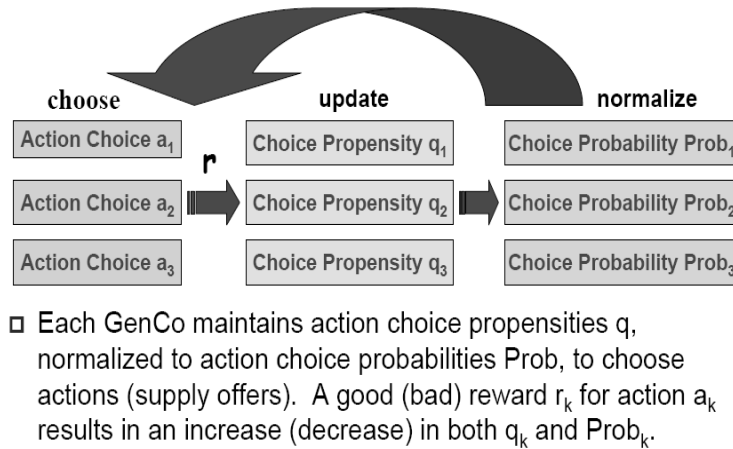 choose update normalize
Action Choice a₁ Choice Propensity q₁ Choice Probability Prob₁
r
Action Choice a₂ Choice Propensity q₂ Choice Probability Prob₂
Action Choice a₃ Choice Propensity q₃ Choice Probability Prob₃
Each GenCo maintains action choice propensities q,
normalized to action choice probabilities Prob, to choose
actions (supply offers). A good (bad) reward rₖ for action aₖ
results in an increase (decrease) in both qₖ and Probₖ.